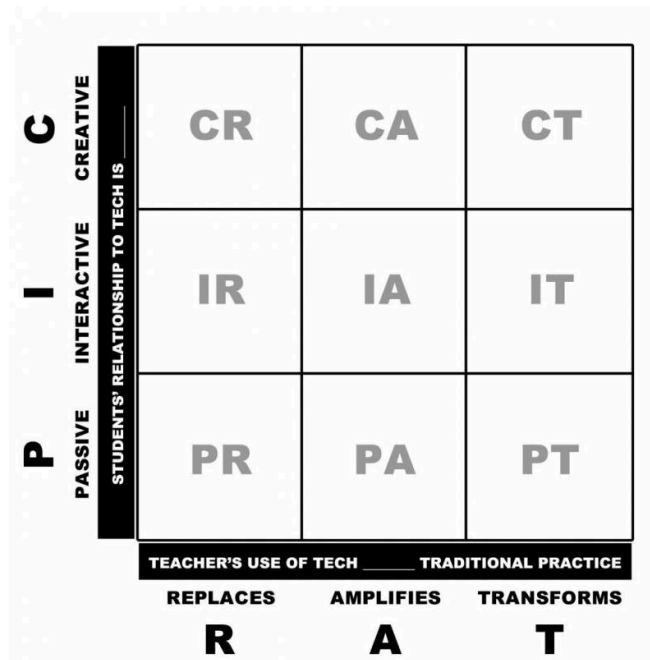 C
CREATIVE
I
INTERACTIVE
P
PASSIVE
STUDENTS' RELATIONSHIP TO TECH IS _____
CR CA CT
IR IA IT
PR PA PT
TEACHER'S USE OF TECH _____ TRADITIONAL PRACTICE
REPLACES AMPLIFIES TRANSFORMS
R A T